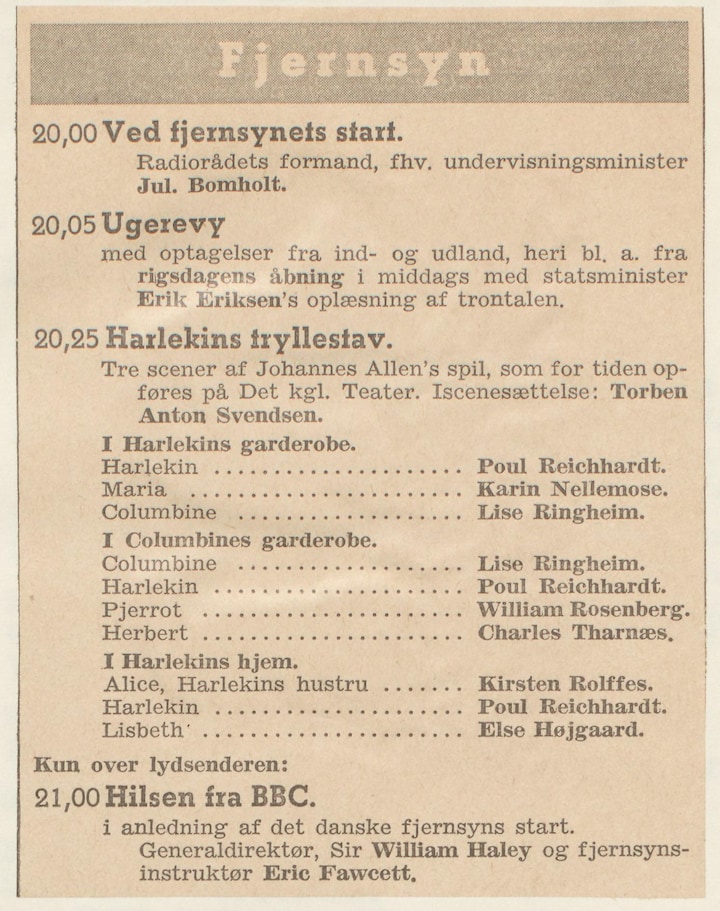 Fjernsyn
20,00 Ved fjernsynets start.
Radiorådets formand, fhv. undervisningsminister
Jul. Bomholt.
20,05 Ugerevy
med optagelser fra ind- og udland, heri bl. a. fra
rigsdagens åbning i middags med statsminister
Erik Eriksen's oplæsning af trontalen.
20,25 Harlekins tryllestav.
Tre scener af Johannes Allen's spil, som for tiden op-
føres på Det kgl. Teater. Iscenesættelse: Torben
Anton Svendsen.
I Harlekins garderobe.
Harlekin ..................... Poul Reichhardt.
Maria ....................... Karin Nellemose.
Columbine ................... Lise Ringheim.
I Columbines garderobe.
Columbine ................... Lise Ringheim.
Harlekin ..................... Poul Reichhardt.
Pjerrot ...................... William Rosenberg.
Herbert ...................... Charles Tharnæs.
I Harlekins hjem.
Alice, Harlekins hustru ....... Kirsten Rolffes.
Harlekin ..................... Poul Reichhardt.
Lisbeth ...................... Else Højgaard.
Kun over lydsenderen:
21,00 Hilsen fra BBC.
i anledning af det danske fjernsyns start.
Generaldirektør, Sir William Haley og fjernsyns-
instruktør Eric Fawcett.